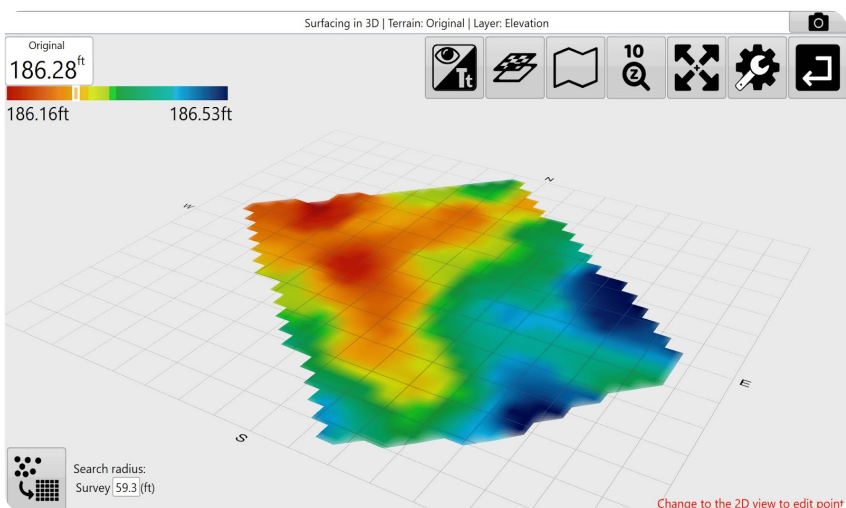 Surfacing in 3D | Terrain: Original | Layer: Elevation
Original
186.28ft
186.16ft 186.53ft
Tt
10
Z
N
W
E
S
Search radius:
Survey 59.3 (ft)
Change to the 2D view to edit point